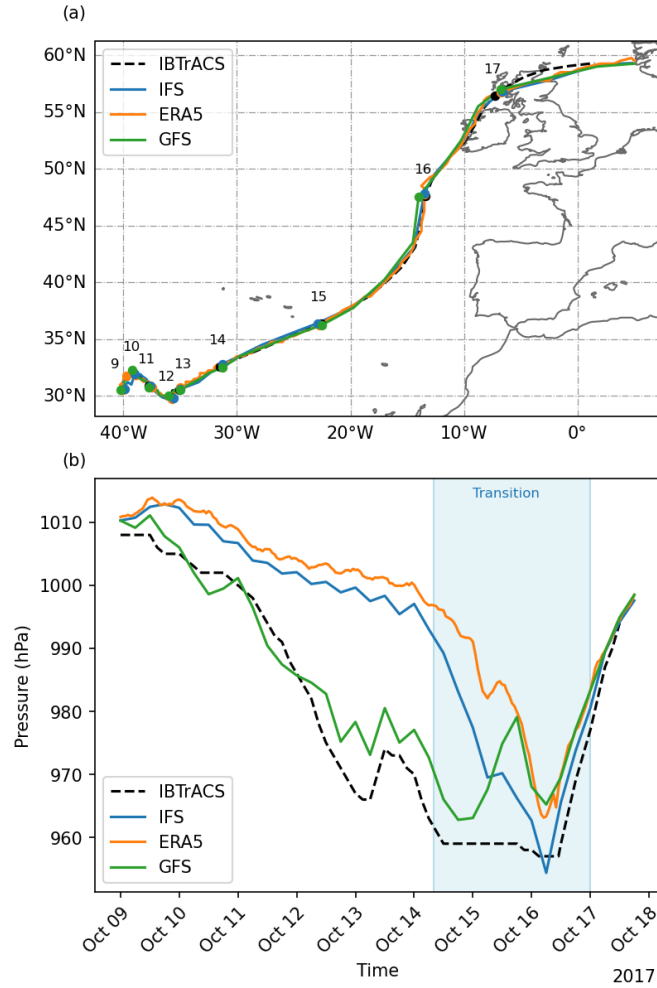 (a)
60°N
55°N
50°N
45°N
40°N
35°N
30°N
IBTrACS
IFS
ERA5
GFS
17
16
15
14
13
12
11
10
9
40°W
30°W
20°W
10°W
0°
(b)
Transition
1010
1000
990
980
970
960
Pressure (hPa)
IBTrACS
IFS
ERA5
GFS
Oct 09
Oct 10
Oct 11
Oct 12
Oct 13
Oct 14
Oct 15
Oct 16
Oct 17
Oct 18
Time
2017